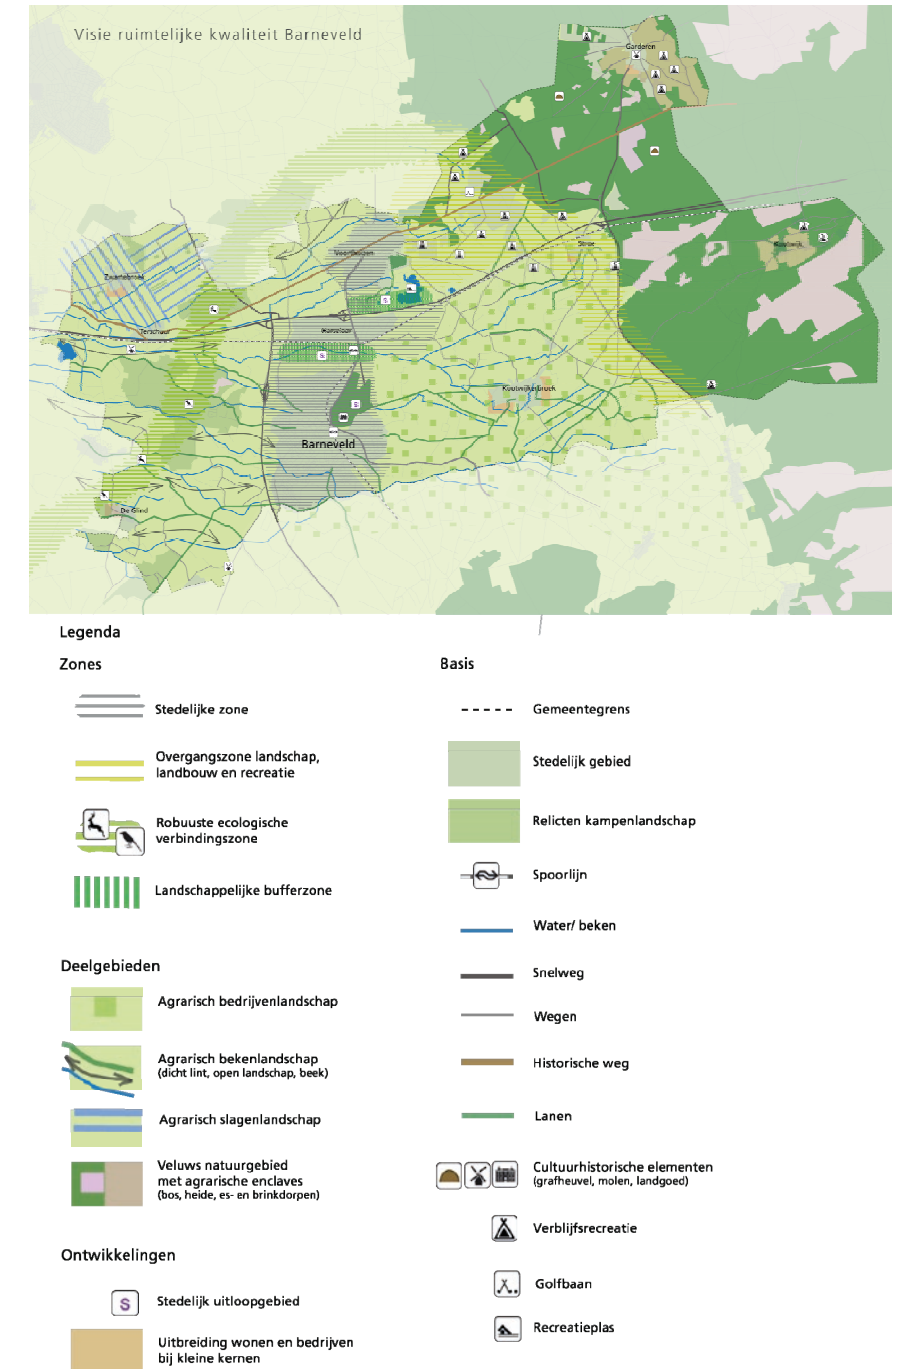 Visie ruimtelijke kwaliteit Barneveld
Garderen
Voorthuizen
Stroe
Kootwijk
Zwartebroek
Terschuur
Harselaar
Kootwijkerbroek
Barneveld
De Glind
Legenda
Zones
Stedelijke zone
Overgangszone landschap,
landbouw en recreatie
Robuuste ecologische
verbindingszone
Landschappelijke bufferzone
Deelgebieden
Agrarisch bedrijvenlandschap
Agrarisch bekenlandschap
(dicht lint, open landschap, beek)
Agrarisch slagenlandschap
Veluws natuurgebied
met agrarische enclaves
(bos, heide, es- en brinkdorpen)
Ontwikkelingen
S
Stedelijk uitloopgebied
Uitbreiding wonen en bedrijven
bij kleine kernen
Basis
Gemeentegrens
Stedelijk gebied
Relicten kampenlandschap
Spoorlijn
Water/ beken
Snelweg
Wegen
Historische weg
Lanen
Cultuurhistorische elementen
(grafheuvel, molen, landgoed)
Verblijfsrecreatie
Golfbaan
Recreatieplas